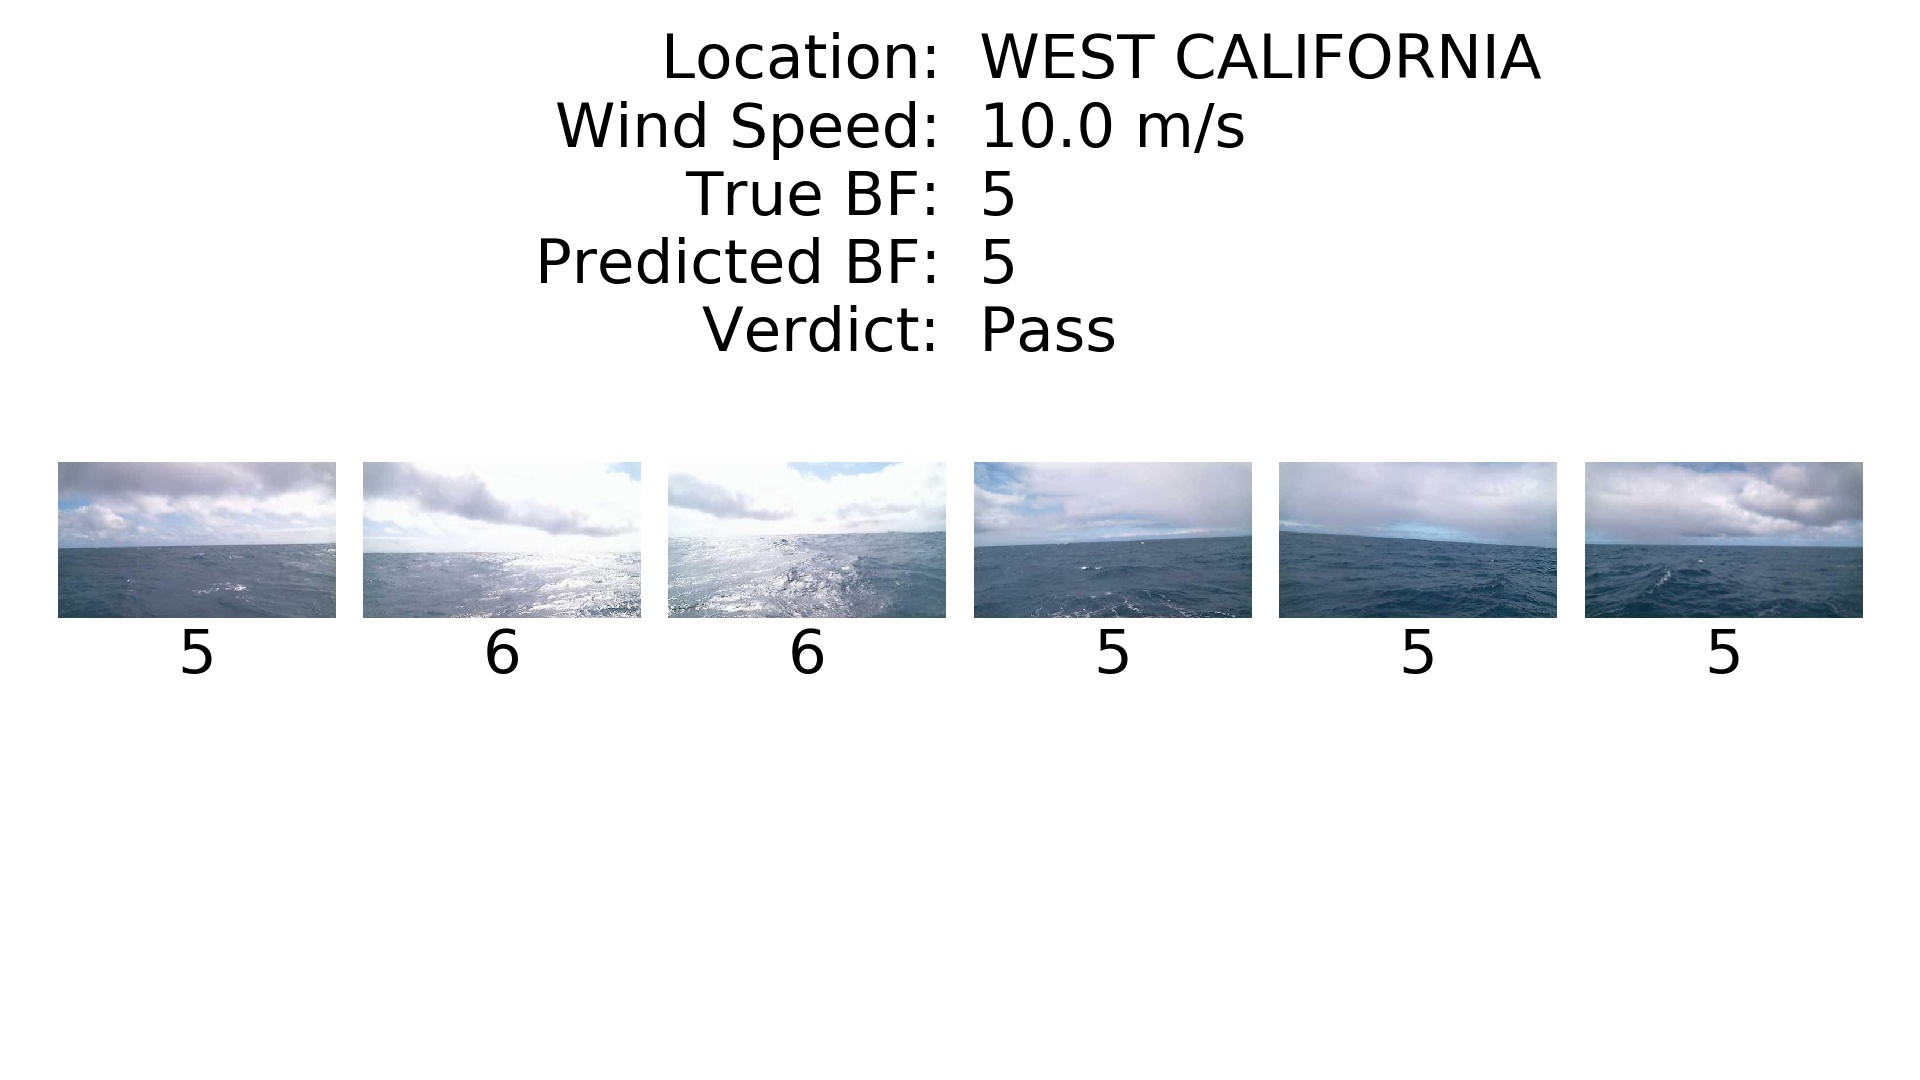 Location: WEST CALIFORNIA
Wind Speed: 10.0 m/s
True BF: 5
Predicted BF: 5
Verdict: Pass
5 6 6 5 5 5